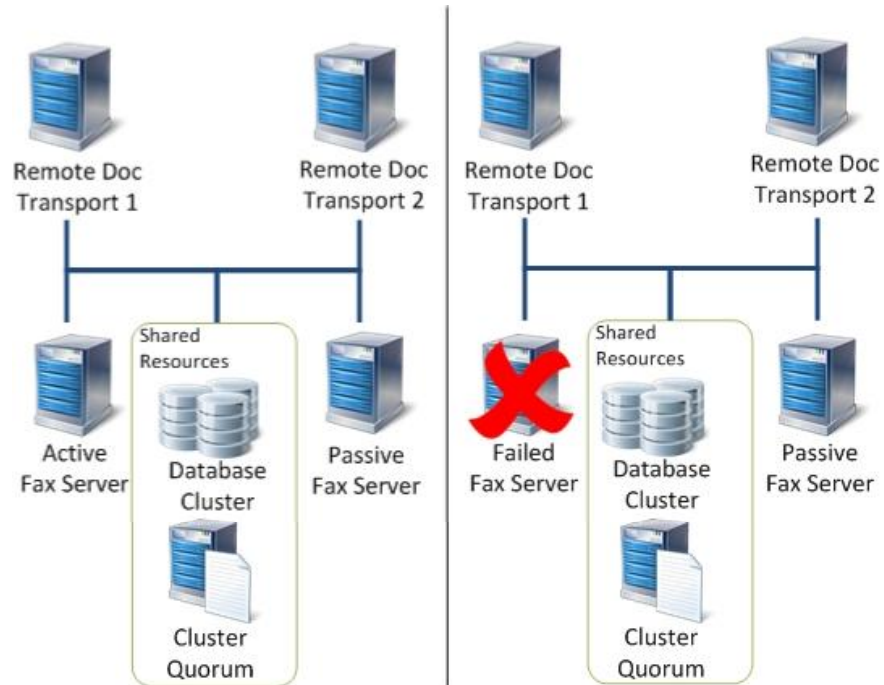 Remote Doc
Transport 1
Remote Doc
Transport 2
Shared
Resources
Active
Fax Server
Database
Cluster
Passive
Fax Server
Cluster
Quorum
Remote Doc
Transport 1
Remote Doc
Transport 2
Shared
Resources
Failed
Fax Server
Database
Cluster
Passive
Fax Server
Cluster
Quorum